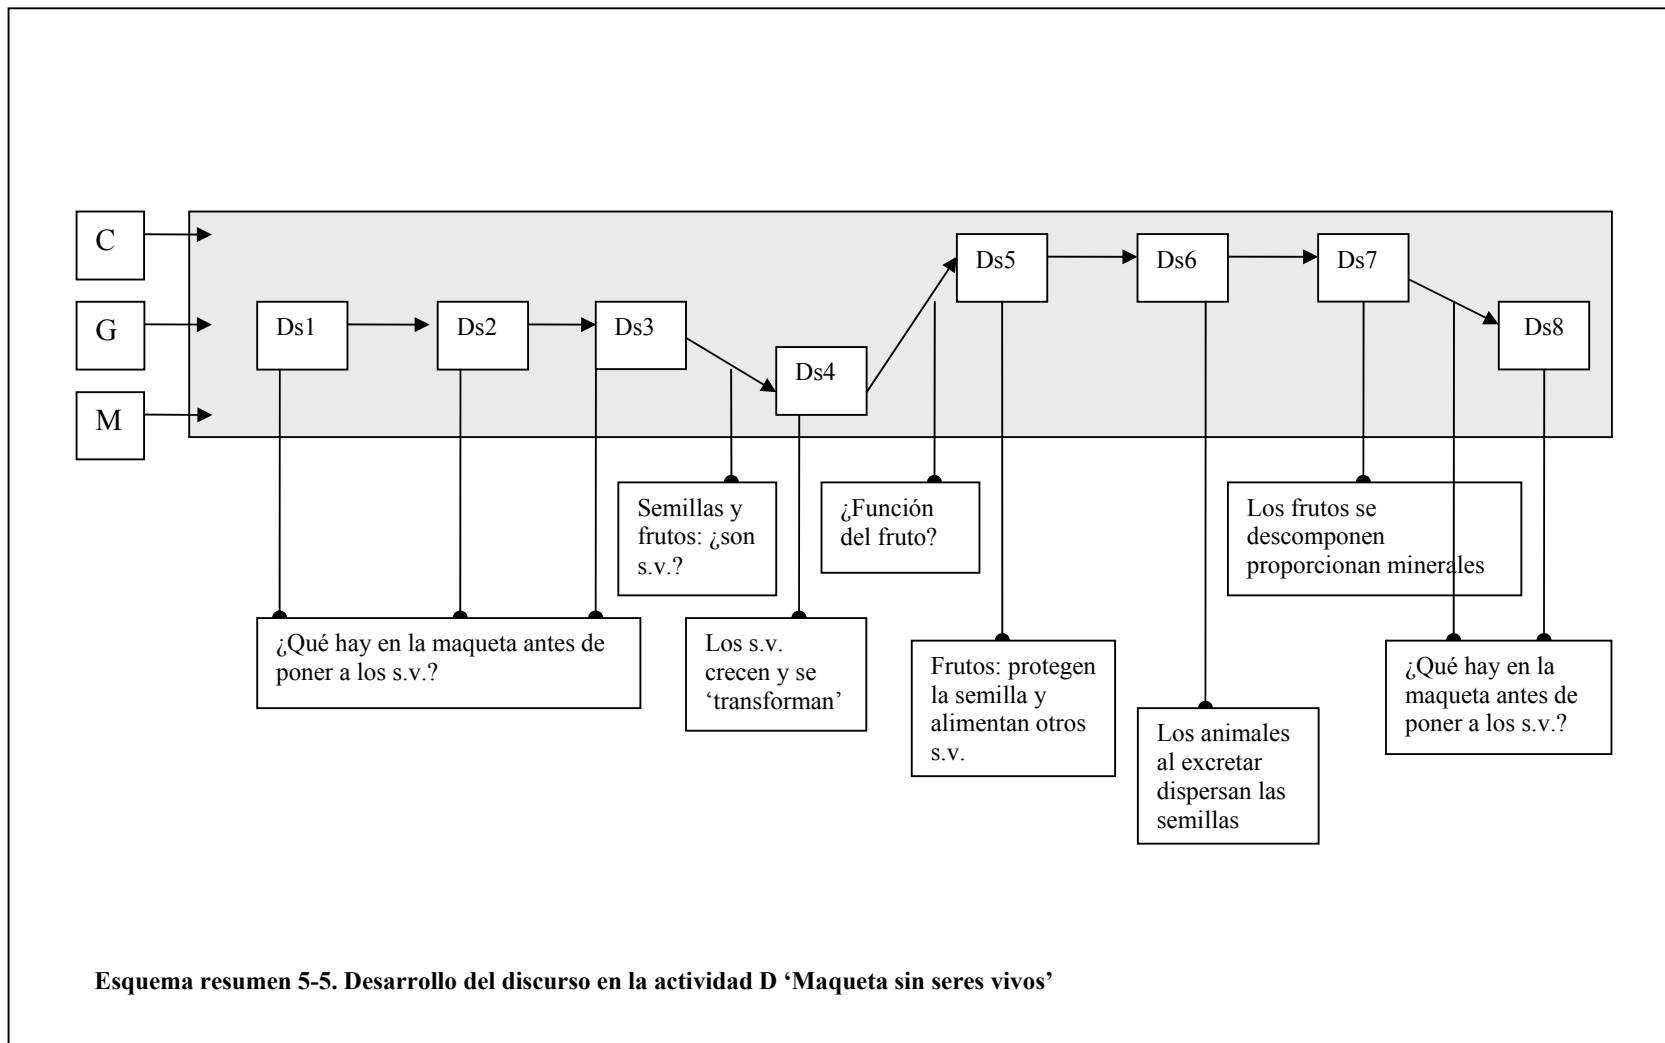 C
G
M
Ds1
Ds2
Ds3
Ds4
Ds5
Ds6
Ds7
Ds8
Semillas y
frutos: ¿son
s.v.?
¿Función
del fruto?
Los frutos se
descomponen
proporcionan minerales
¿Qué hay en la maqueta antes de
poner a los s.v.?
Los s.v.
crecen y se
‘transforman’
Frutos: protegen
la semilla y
alimentan otros
s.v.
Los animales
al excretar
dispersan las
semillas
¿Qué hay en la
maqueta antes de
poner a los s.v.?
Esquema resumen 5-5. Desarrollo del discurso en la actividad D ‘Maqueta sin seres vivos’